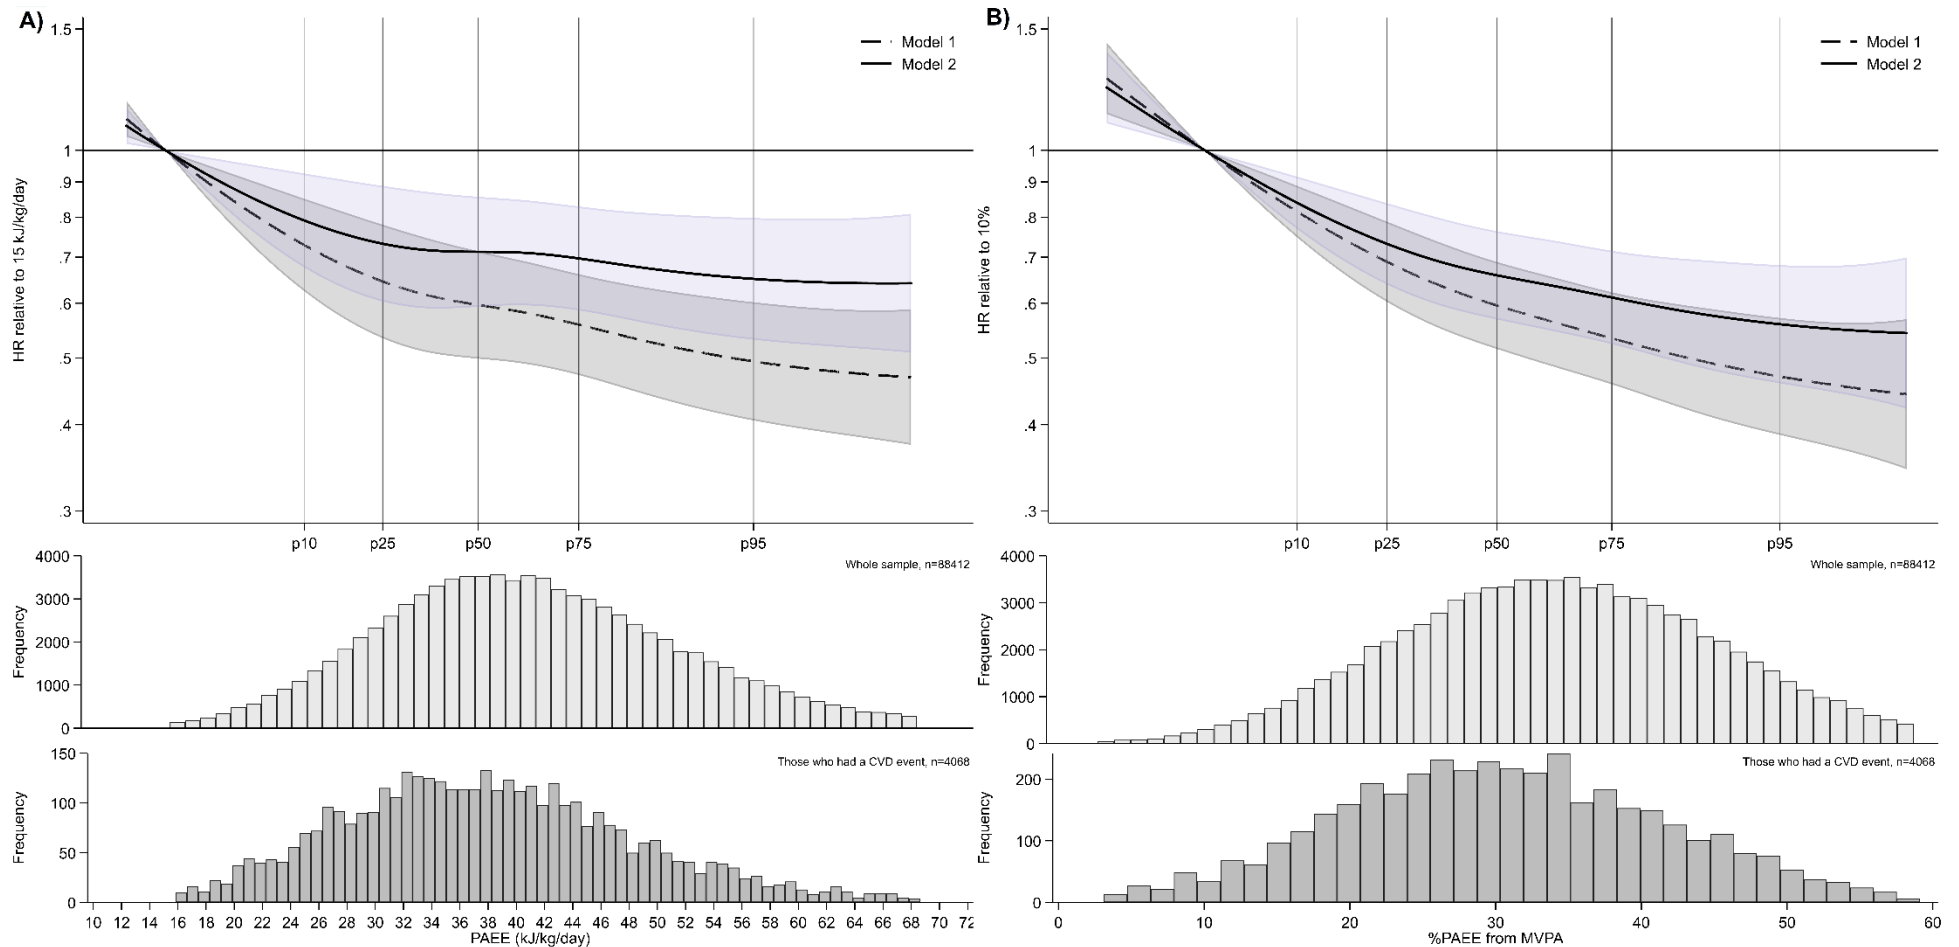 A)
1.5
1
.9
.8
.7
.6
.5
.4
.3
HR relative to 15 kJ/kg/day
Model 1
Model 2
p10 p25 p50 p75 p95
4000
3000
2000
1000
0
Frequency
Whole sample, n=88412
150
100
50
0
Frequency
Those who had a CVD event, n=4068
10 12 14 16 18 20 22 24 26 28 30 32 34 36 38 40 42 44 46 48 50 52 54 56 58 60 62 64 66 68 70 72
PAEE (kJ/kg/day)
B)
1.5
1
.9
.8
.7
.6
.5
.4
.3
HR relative to 10%
Model 1
Model 2
p10 p25 p50 p75 p95
4000
3000
2000
1000
0
Frequency
Whole sample, n=88412
200
100
0
Frequency
Those who had a CVD event, n=4068
0 10 20 30 40 50 60
%PAEE from MVPA